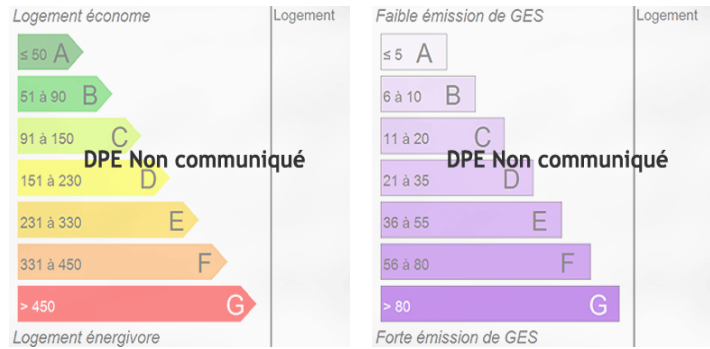 Logement économe
Logement
≤ 50 A
51 à 90 B
91 à 150 C
DPE Non communiqué
151 à 230 D
231 à 330 E
331 à 450 F
> 450 G
Logement énergivore
Faible émission de GES
Logement
≤ 5 A
6 à 10 B
11 à 20 C
DPE Non communiqué
21 à 35 D
36 à 55 E
56 à 80 F
> 80 G
Forte émission de GES